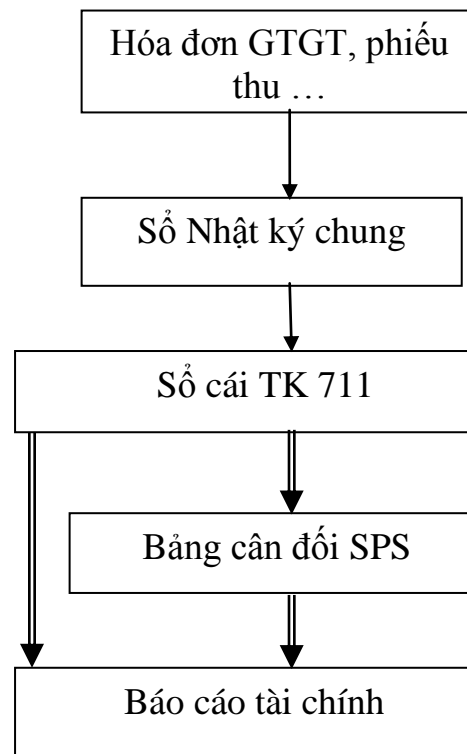 Hóa đơn GTGT, phiếu
thu …
Sổ Nhật ký chung
Sổ cái TK 711
Bảng cân đối SPS
Báo cáo tài chính